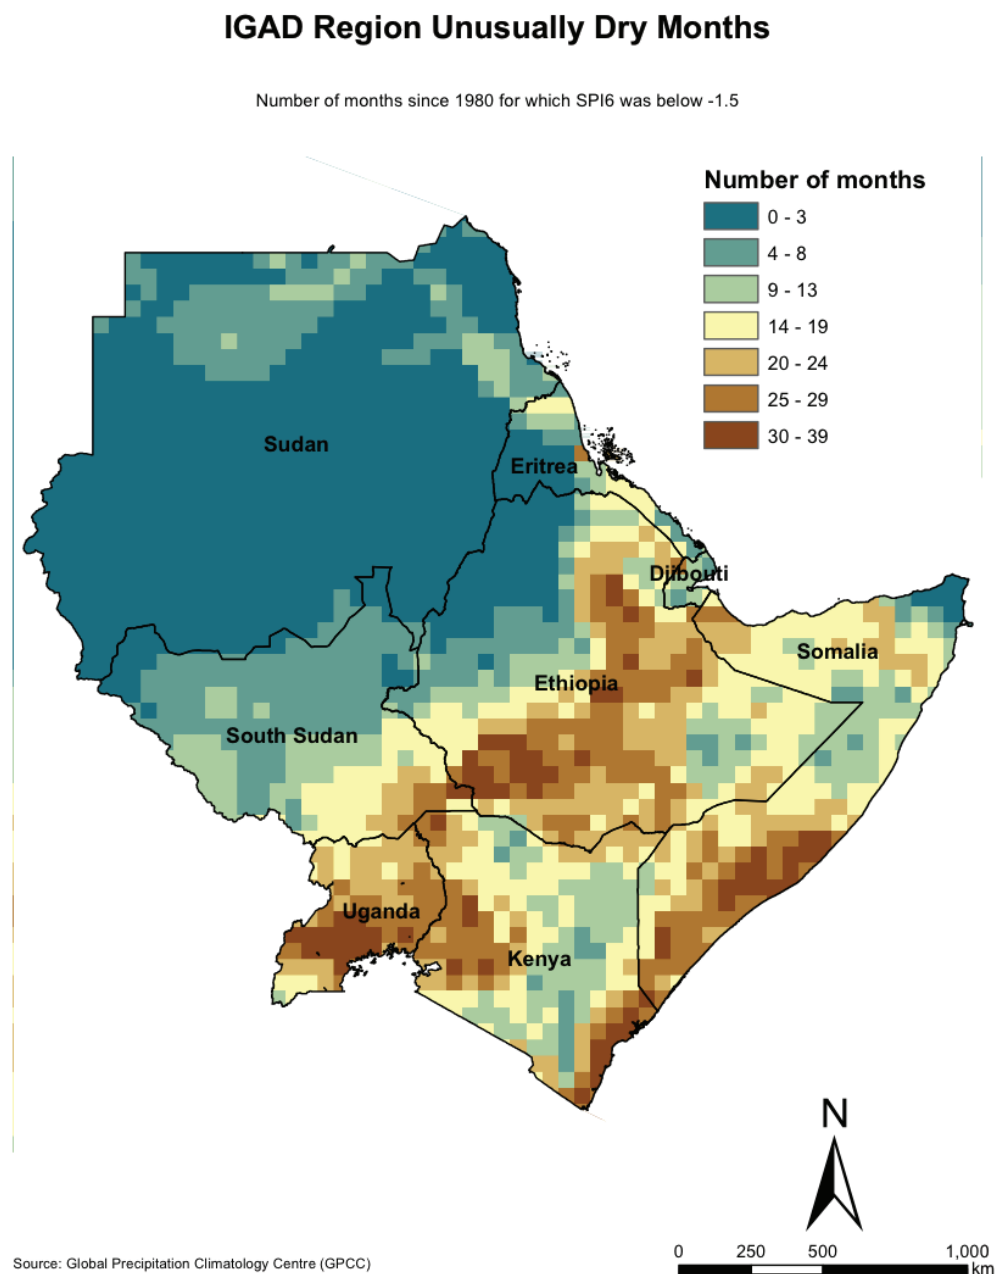 IGAD Region Unusually Dry Months
Number of months since 1980 for which SPI6 was below -1.5
Number of months
0 - 3
4 - 8
9 - 13
14 - 19
20 - 24
25 - 29
30 - 39
Sudan
Eritrea
Djibouti
Somalia
Ethiopia
South Sudan
Uganda
Kenya
N
0 250 500 1,000
km
Source: Global Precipitation Climatology Centre (GPCC)